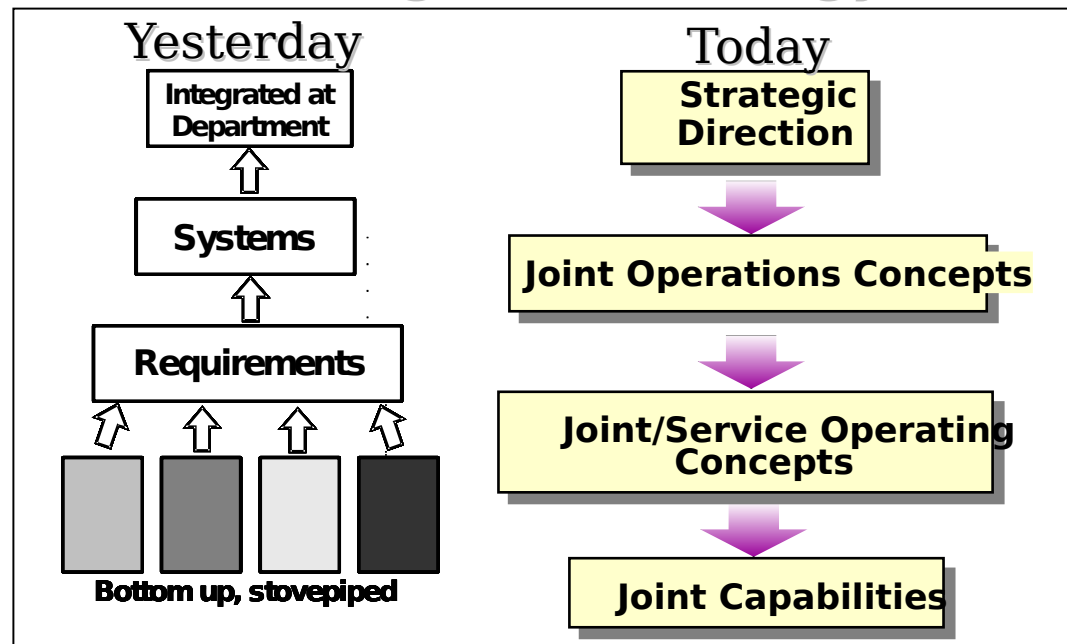 Yesterday
Integrated at
Department
Systems
Requirements
Bottom up, stovepiped
Today
Strategic
Direction
Joint Operations Concepts
Joint/Service Operating
Concepts
Joint Capabilities